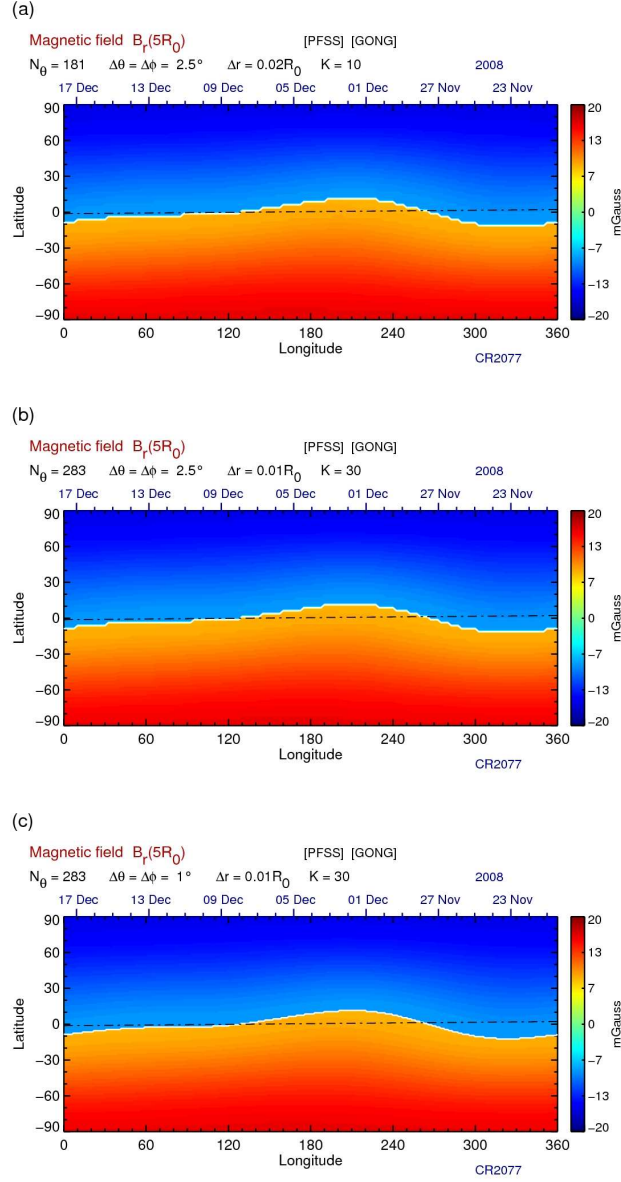 (a)
Magnetic field B_r(5R_0) [PFSS] [GONG]
N_θ = 181 Δθ = Δϕ = 2.5° Δr = 0.02R_0 K = 10 2008
17 Dec 13 Dec 09 Dec 05 Dec 01 Dec 27 Nov 23 Nov
90
60
30
0
−30
−60
−90
Latitude
0 60 120 180 240 300 360
Longitude
CR2077
20
13
7
0
−7
−13
−20
mGauss
(b)
Magnetic field B_r(5R_0) [PFSS] [GONG]
N_θ = 283 Δθ = Δϕ = 2.5° Δr = 0.01R_0 K = 30 2008
17 Dec 13 Dec 09 Dec 05 Dec 01 Dec 27 Nov 23 Nov
90
60
30
0
−30
−60
−90
Latitude
0 60 120 180 240 300 360
Longitude
CR2077
20
13
7
0
−7
−13
−20
mGauss
(c)
Magnetic field B_r(5R_0) [PFSS] [GONG]
N_θ = 283 Δθ = Δϕ = 1° Δr = 0.01R_0 K = 30 2008
17 Dec 13 Dec 09 Dec 05 Dec 01 Dec 27 Nov 23 Nov
90
60
30
0
−30
−60
−90
Latitude
0 60 120 180 240 300 360
Longitude
CR2077
20
13
7
0
−7
−13
−20
mGauss